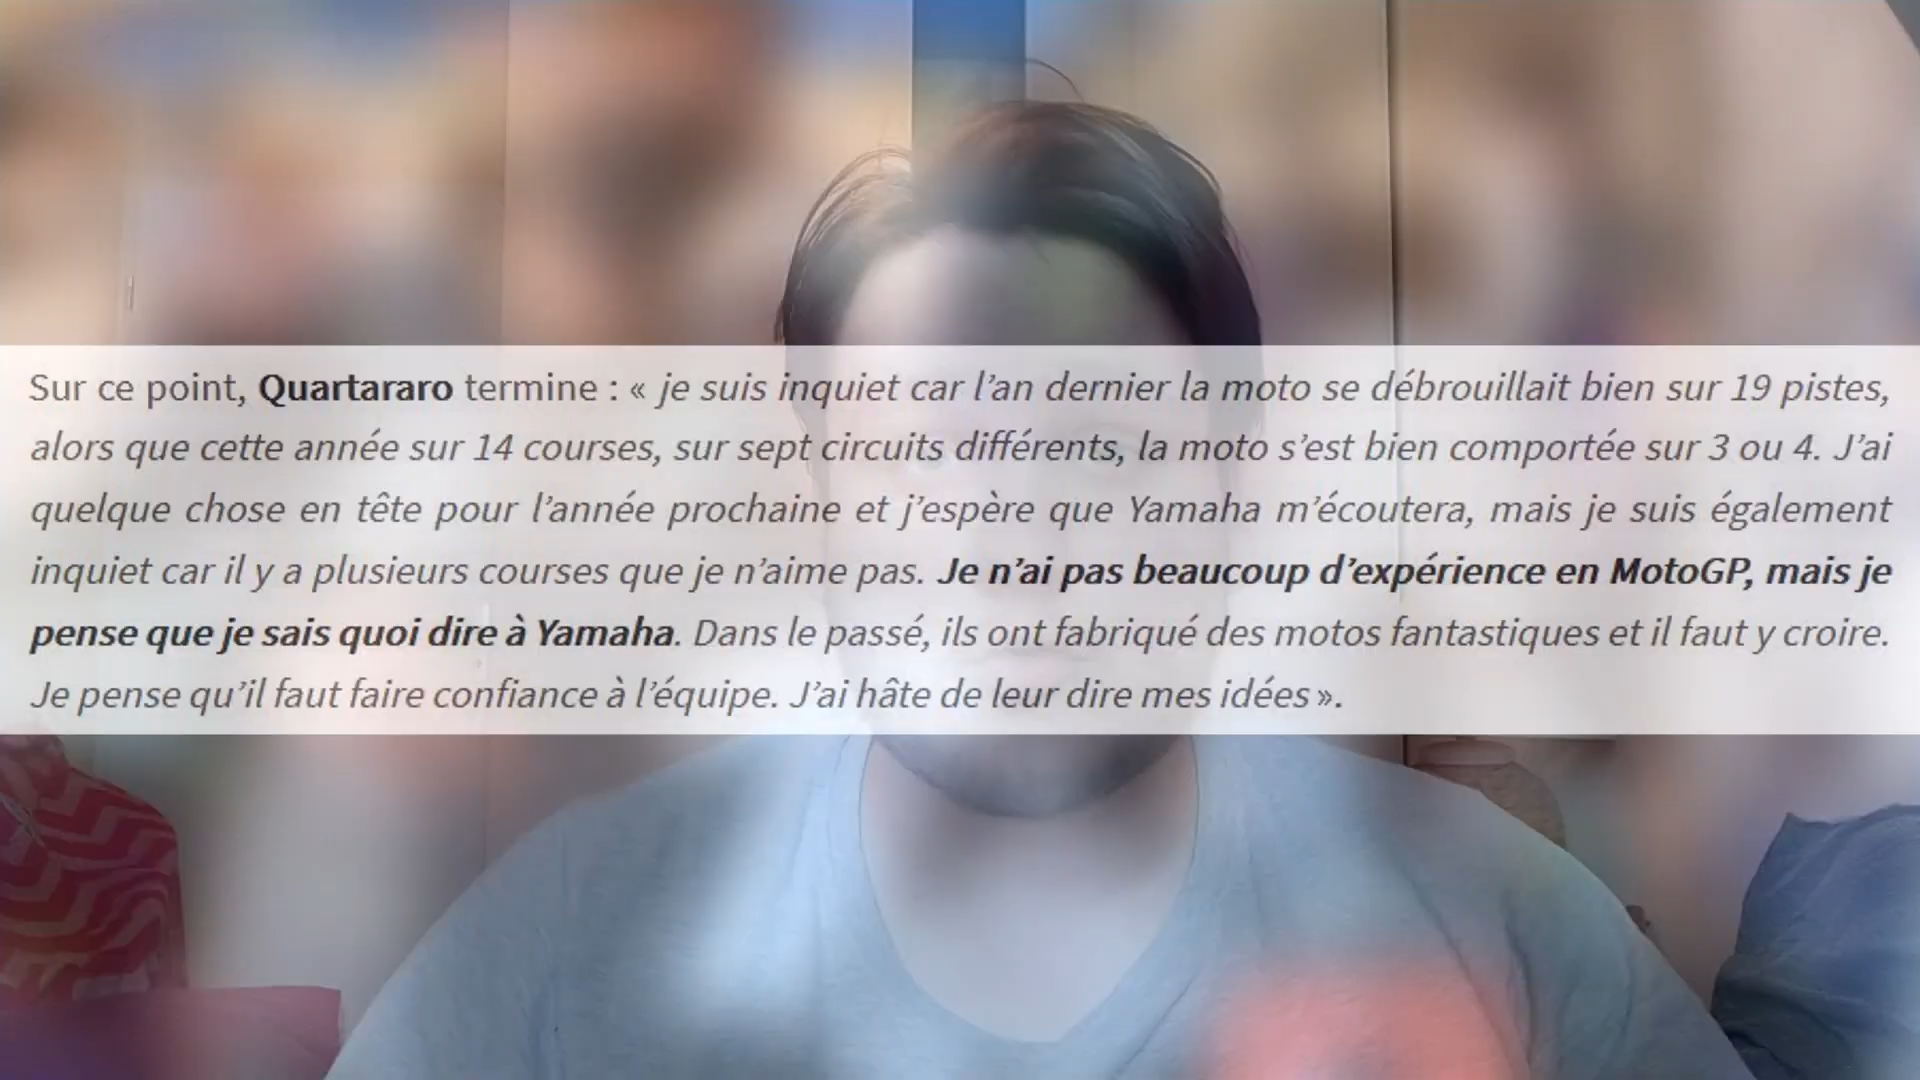 Sur ce point, Quartararo termine : « je suis inquiet car l’an dernier la moto se débrouillait bien sur 19 pistes,
alors que cette année sur 14 courses, sur sept circuits différents, la moto s’est bien comportée sur 3 ou 4. J’ai
quelque chose en tête pour l’année prochaine et j’espère que Yamaha m’écoutera, mais je suis également
inquiet car il y a plusieurs courses que je n’aime pas. Je n’ai pas beaucoup d’expérience en MotoGP, mais je
pense que je sais quoi dire à Yamaha. Dans le passé, ils ont fabriqué des motos fantastiques et il faut y croire.
Je pense qu’il faut faire confiance à l’équipe. J’ai hâte de leur dire mes idées ».